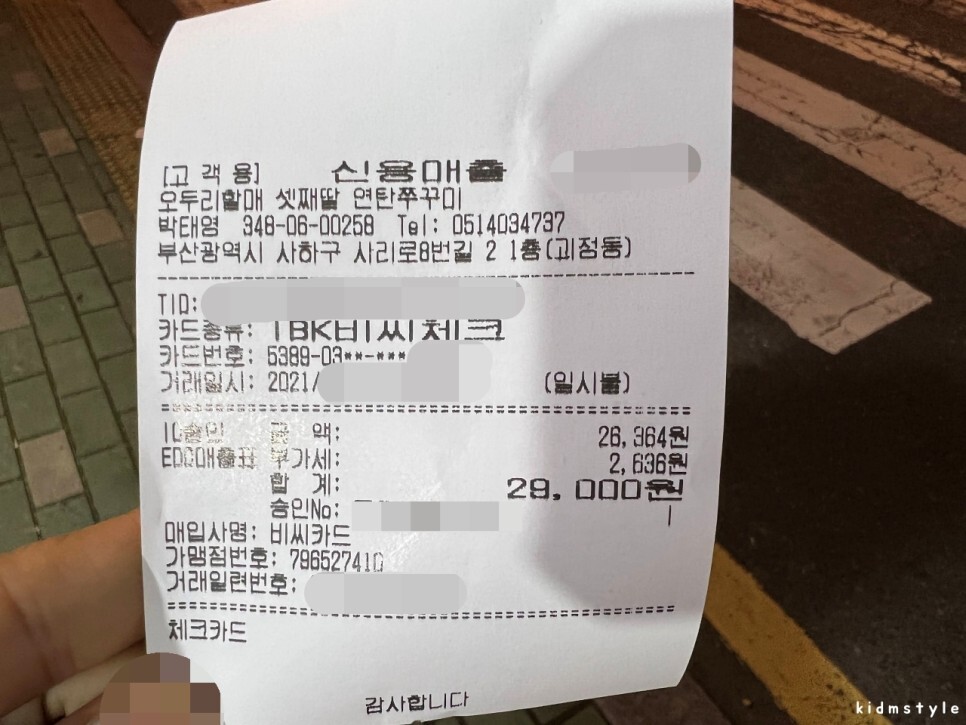 [고 객 용] 신용매출
오두리할매 셋째딸 연탄쭈꾸미
박태영 348-06-00258 Tel: 0514034737
부산광역시 사하구 사리로8번길 2 1층(괴정동)
TID:
카드종류: IBK비씨체크
카드번호: 5389-03**-***
거래일시: 2021/ (일시불)
IC승인 금 액: 26,364원
EDC매출표 부가세: 2,636원
합 계: 29,000원
승인No:
매입사명: 비씨카드
가맹점번호: 796527410
거래일련번호:
체크카드
감사합니다
kidmstyle